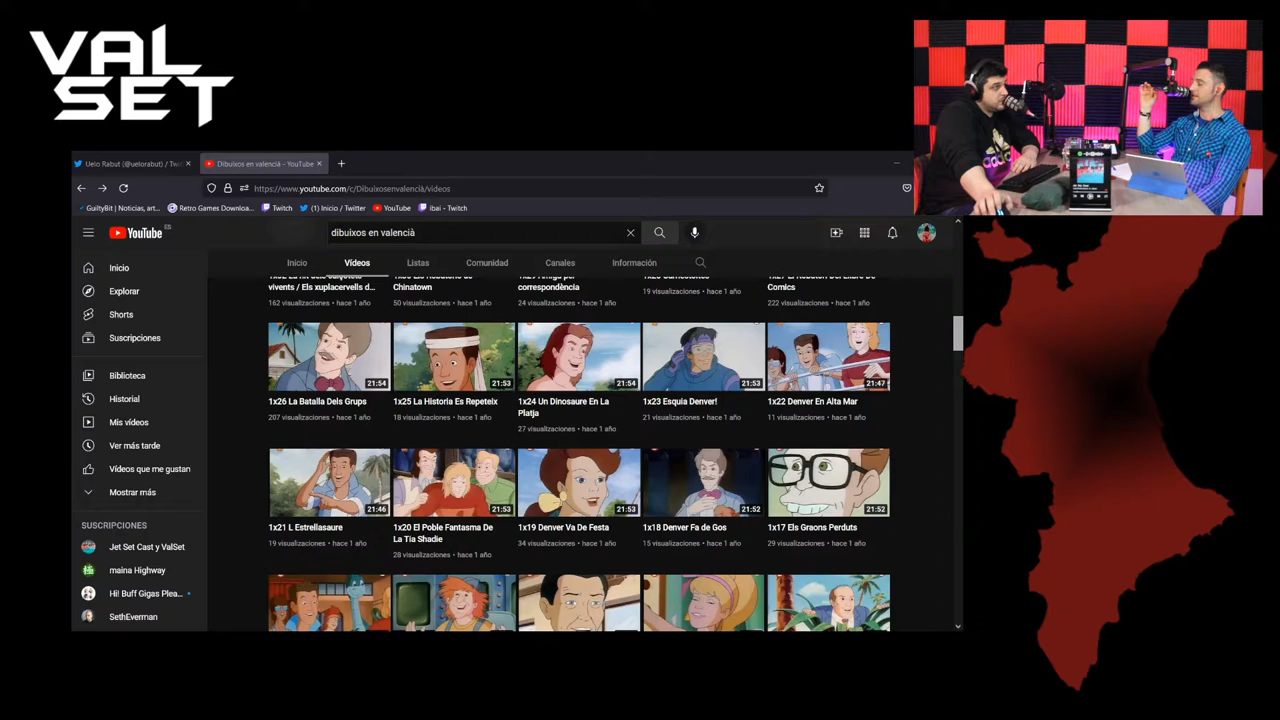 VAL
SET
Uelo Rabut (@uelorabut) / Twi
Dibuixos en valencià - YouTube
https://www.youtube.com/c/Dibuixosenvalencià/videos
GuiltyBit | Noticias, art...
Retro Games Downloa...
Twitch
(1) Inicio / Twitter
Youtube
ibai - Twitch
YouTube ES
dibuixos en valencià
Inicio
Vídeos
Listas
Comunidad
Canales
Información
Inicio
Explorar
Shorts
Suscripciones
Biblioteca
Historial
Mis vídeos
Ver más tarde
Vídeos que me gustan
Mostrar más
SUSCRIPCIONES
Jet Set Cast y ValSet
maina Highway
Hi! Buff Gigas Plea...
SethEverman
vivents / Els xuplacervells d...
162 visualizaciones • hace 1 año
Chinatown
50 visualizaciones • hace 1 año
correspondència
24 visualizaciones • hace 1 año
19 visualizaciones • hace 1 año
Comics
222 visualizaciones • hace 1 año
21:54
1x26 La Batalla Dels Grups
207 visualizaciones • hace 1 año
21:53
1x25 La Historia Es Repeteix
18 visualizaciones • hace 1 año
21:54
1x24 Un Dinosaure En La
Platja
27 visualizaciones • hace 1 año
21:53
1x23 Esquia Denver!
21 visualizaciones • hace 1 año
21:47
1x22 Denver En Alta Mar
11 visualizaciones • hace 1 año
21:46
1x21 L Estrellasaure
19 visualizaciones • hace 1 año
21:53
1x20 El Poble Fantasma De
La Tia Shadie
28 visualizaciones • hace 1 año
21:53
1x19 Denver Va De Festa
34 visualizaciones • hace 1 año
21:52
1x18 Denver Fa de Gos
15 visualizaciones • hace 1 año
21:52
1x17 Els Graons Perduts
29 visualizaciones • hace 1 año